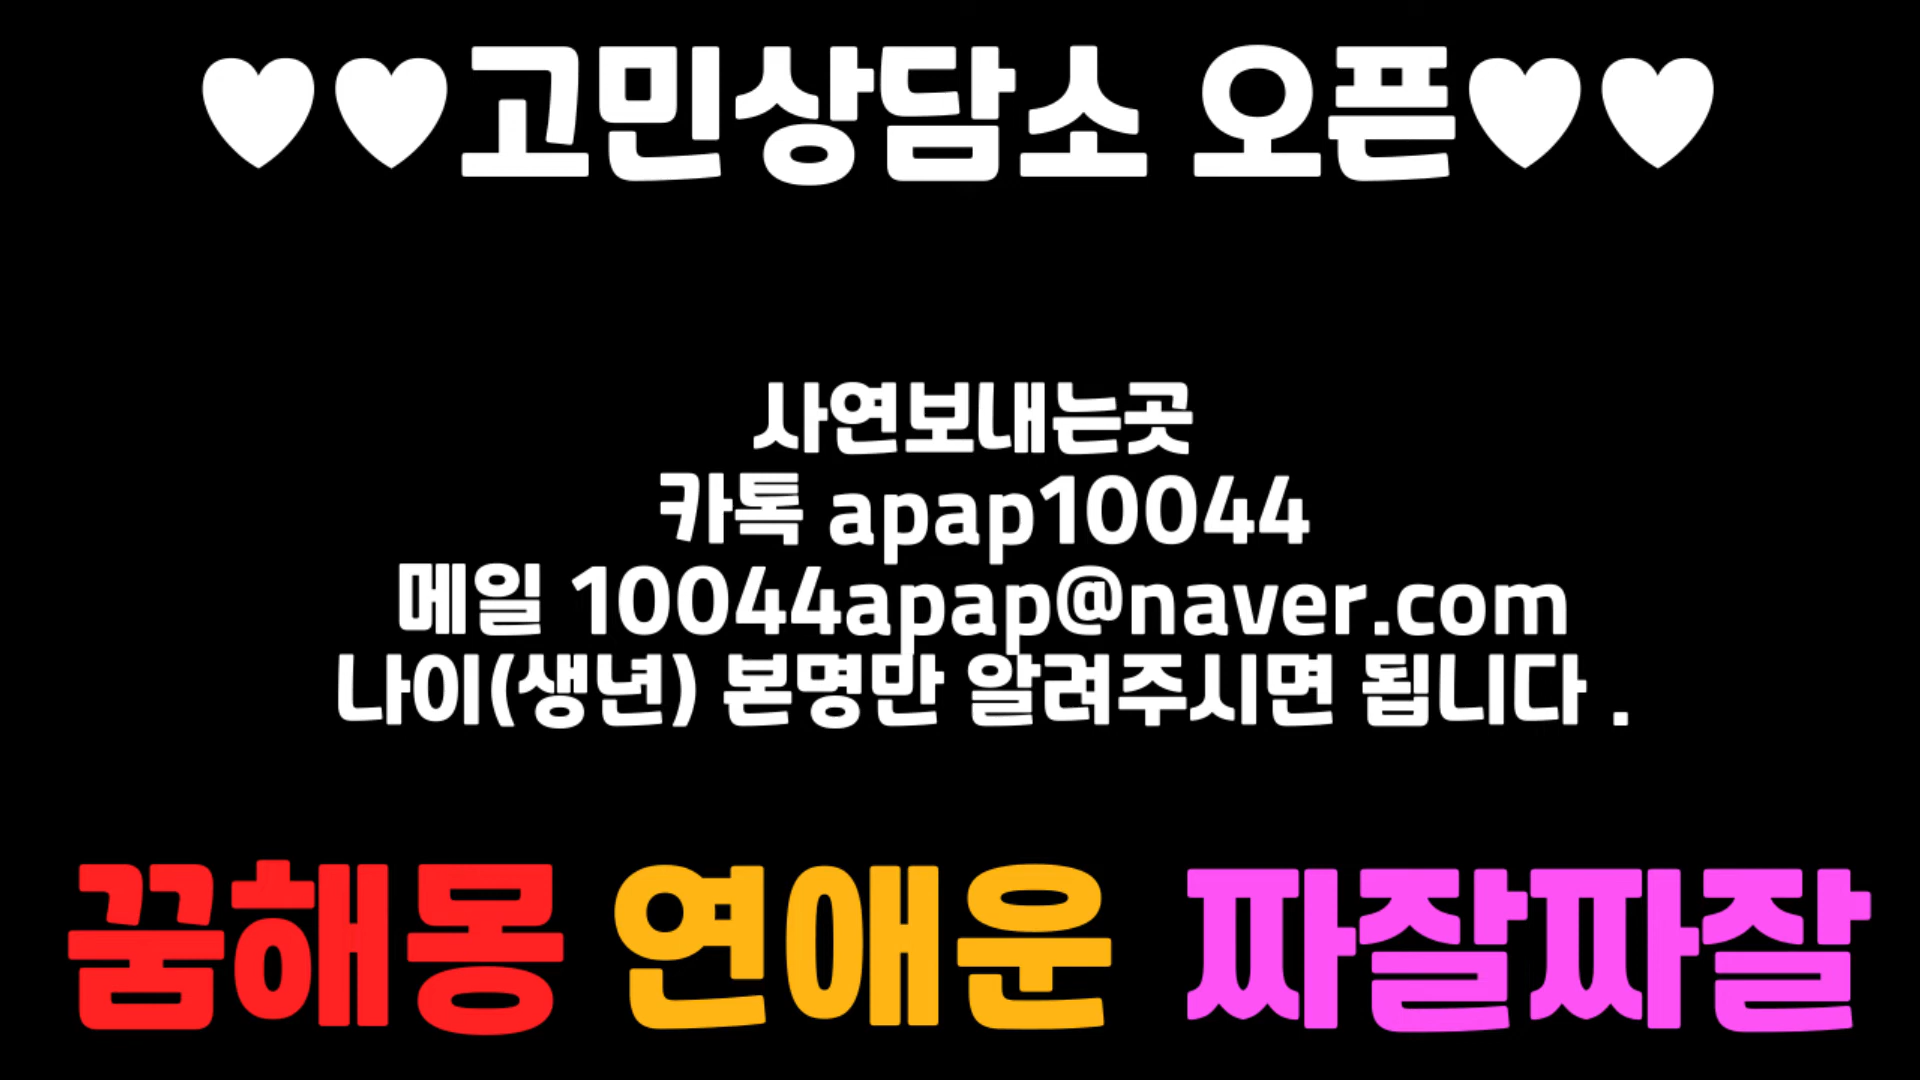 ♥♥고민상담소 오픈♥♥
사연보내는곳
카톡 apap10044
메일 10044apap@naver.com
나이(생년) 본명만 알려주시면 됩니다 .
꿈해몽 연애운 짜잘짜잘